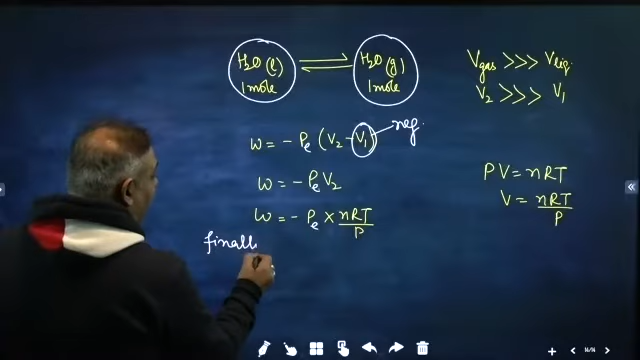 H₂O (l) ⇌ H₂O (g)
1 mole 1 mole
Vgas >>> Vliq.
V₂ >>> V₁
w = - Pₑ (V₂ - V₁) neg.
w = - Pₑ V₂
w = - Pₑ × nRT/P
PV = nRT
V = nRT/P
finall
N/N